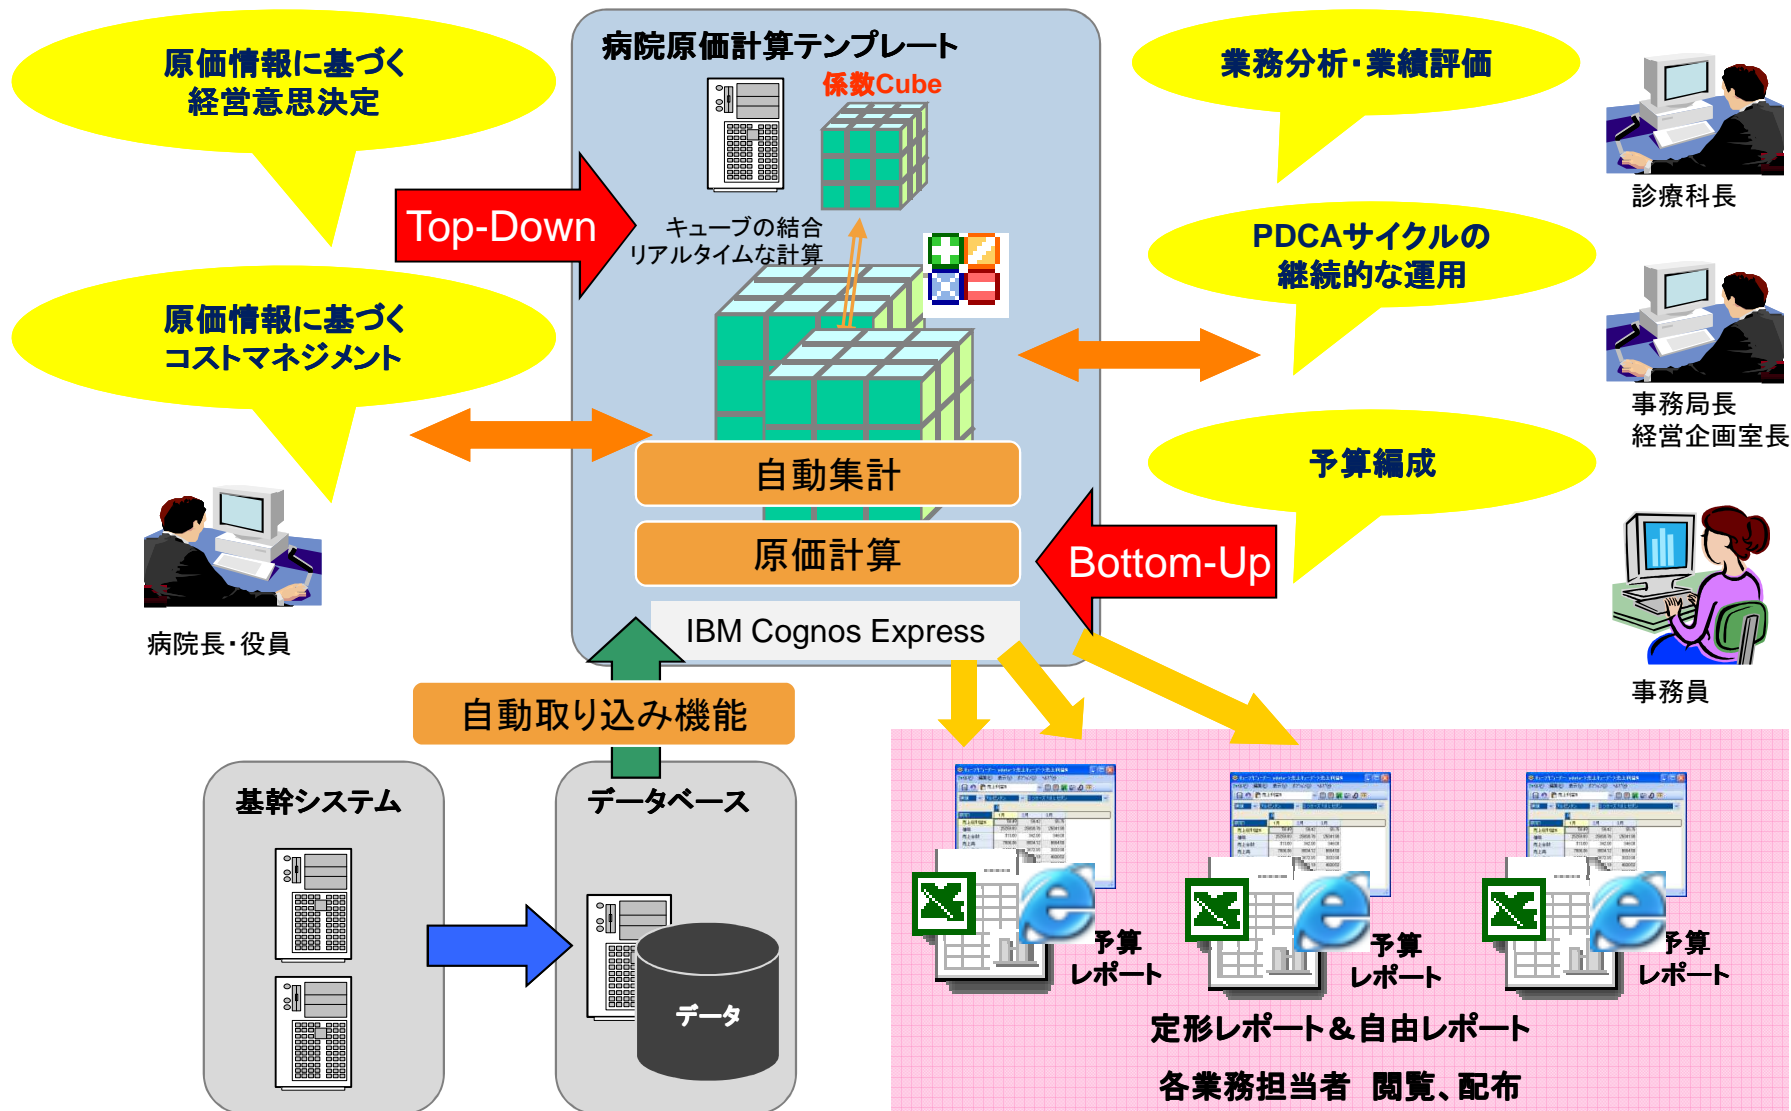 病院原価計算テンプレート
係数Cube
キューブの結合
リアルタイムな計算
原価情報に基づく
経営意思決定
Top-Down
原価情報に基づく
コストマネジメント
病院長・役員
業務分析・業績評価
診療科長
PDCAサイクルの
継続的な運用
事務局長
経営企画室長
予算編成
Bottom-Up
事務員
自動集計
原価計算
IBM Cognos Express
自動取り込み機能
基幹システム
データベース
データ
予算
レポート
予算
レポート
予算
レポート
定形レポート&自由レポート
各業務担当者 閲覧、配布